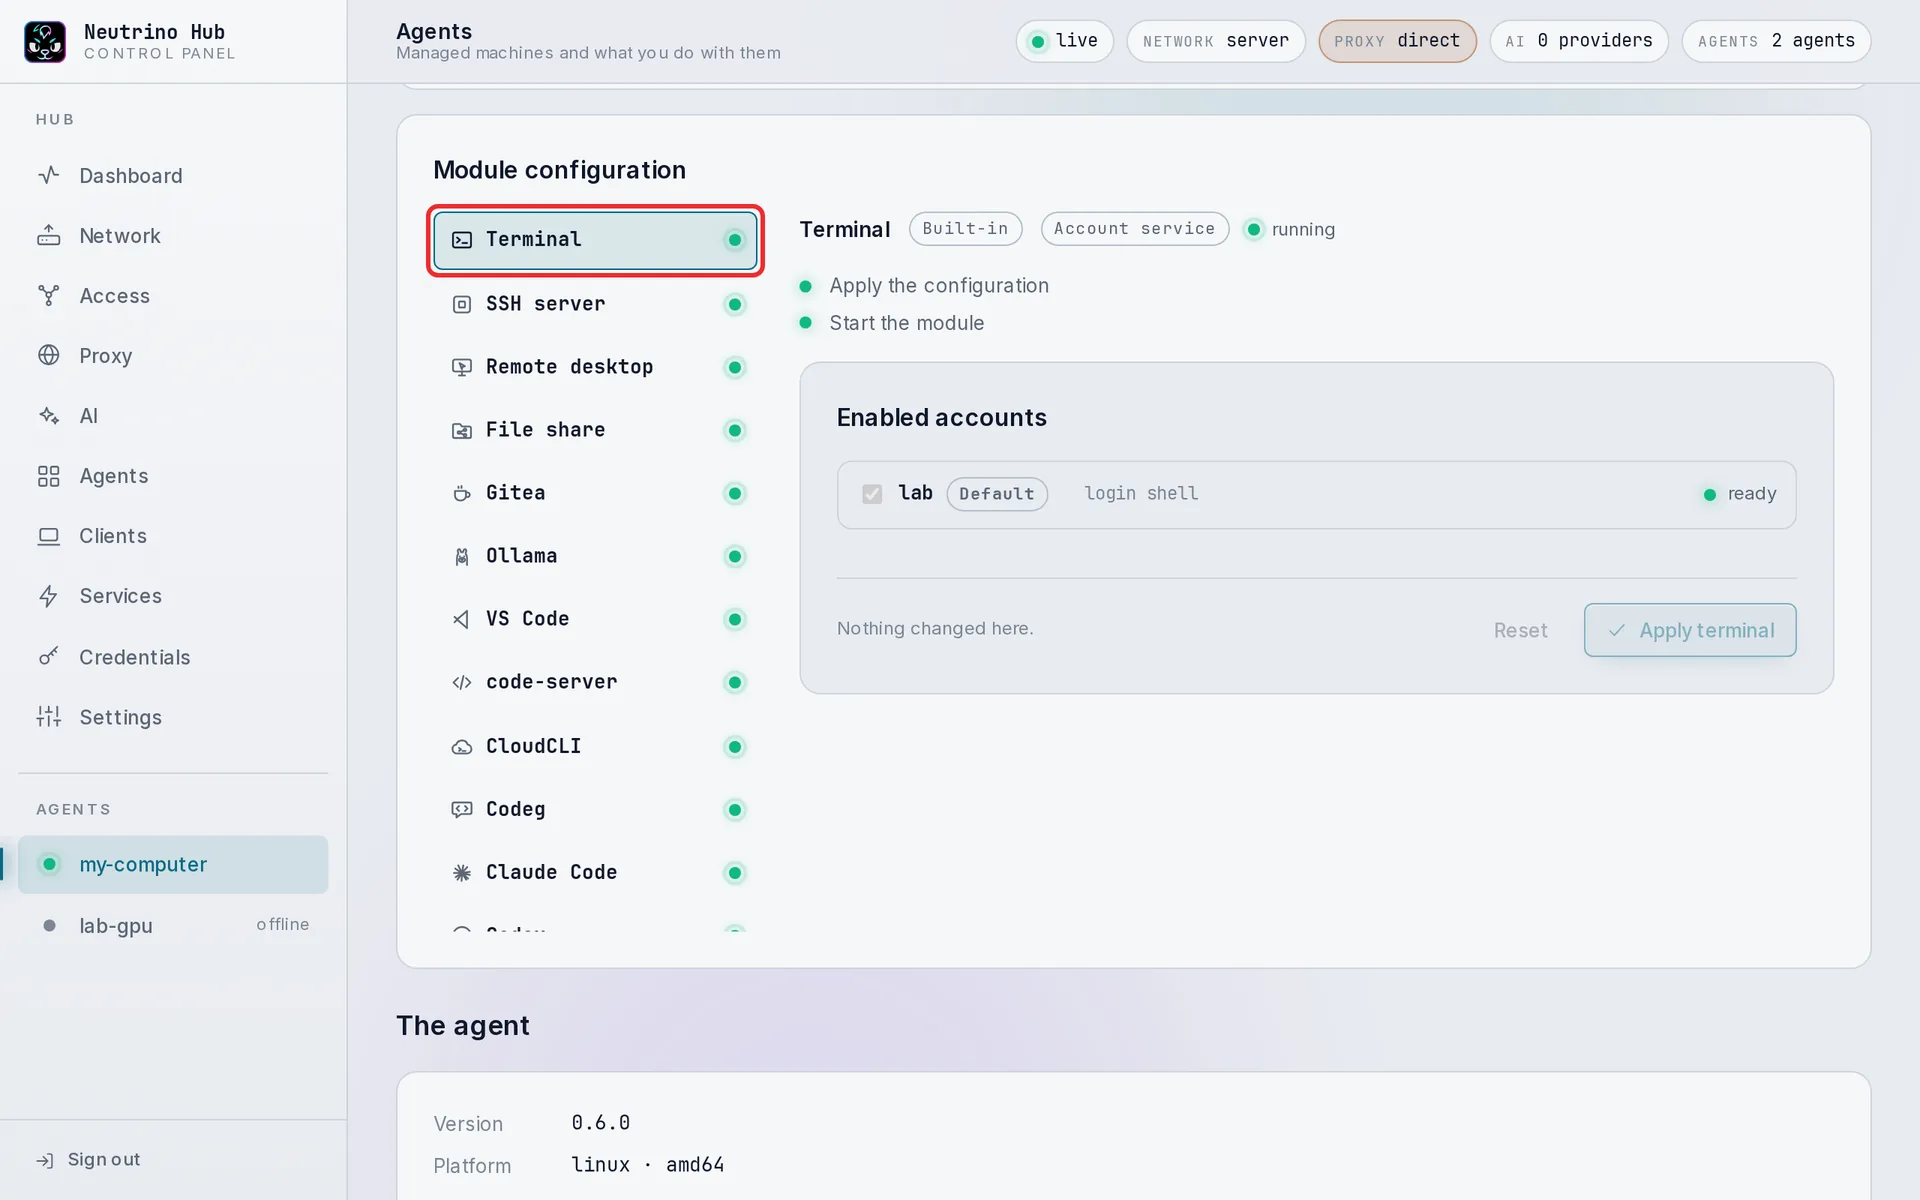 Neutrino Hub
CONTROL PANEL
Agents
Managed machines and what you do with them
live
NETWORK server
PROXY direct
AI 0 providers
AGENTS 2 agents
HUB
Dashboard
Network
Access
Proxy
AI
Agents
Clients
Services
Credentials
Settings
AGENTS
my-computer
lab-gpu offline
Sign out
Module configuration
Terminal
SSH server
Remote desktop
File share
Gitea
Ollama
VS Code
code-server
CloudCLI
Codeg
Claude Code
Terminal Built-in Account service running
Apply the configuration
Start the module
Enabled accounts
lab Default login shell ready
Nothing changed here.
Reset Apply terminal
The agent
Version 0.6.0
Platform linux · amd64